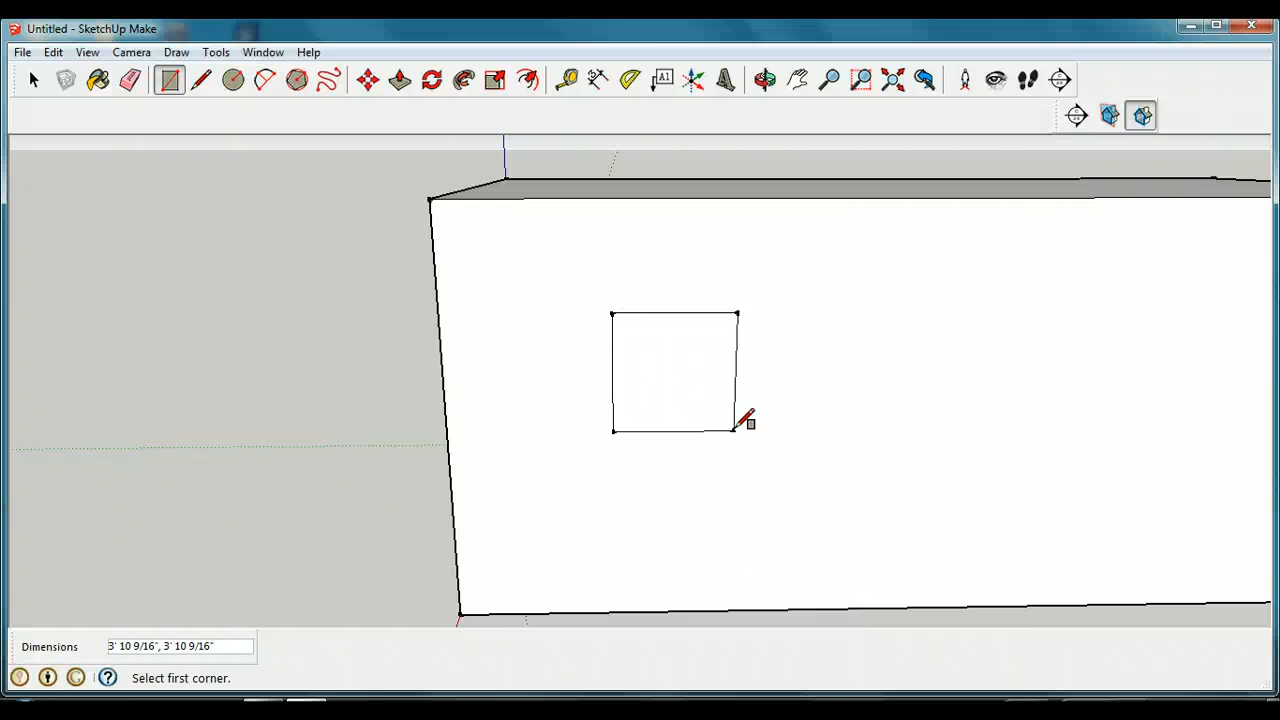 Untitled - SketchUp Make
File Edit View Camera Draw Tools Window Help
A1
Dimensions 3' 10 9/16", 3' 10 9/16"
Select first corner.